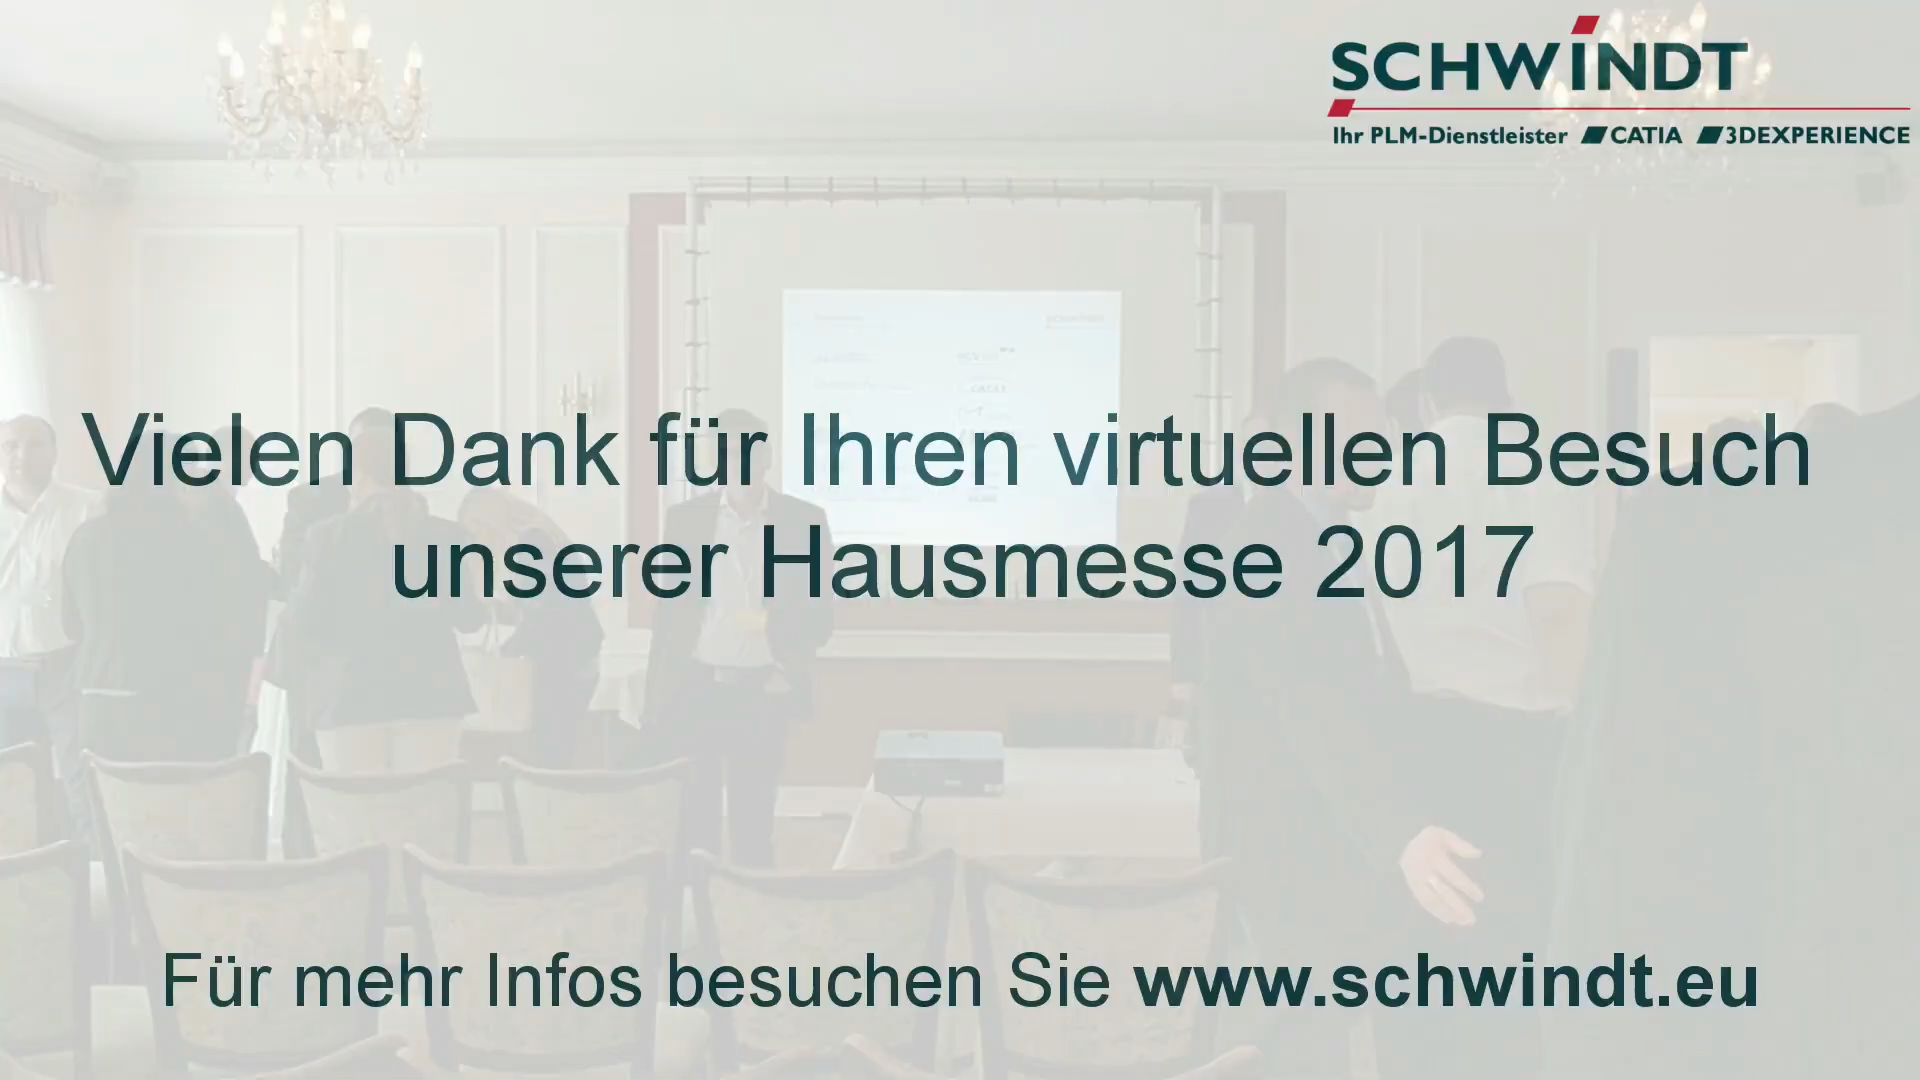 SCHWINDT
Ihr PLM-Dienstleister CATIA 3DEXPERIENCE
Vielen Dank für Ihren virtuellen Besuch
unserer Hausmesse 2017
Für mehr Infos besuchen Sie www.schwindt.eu